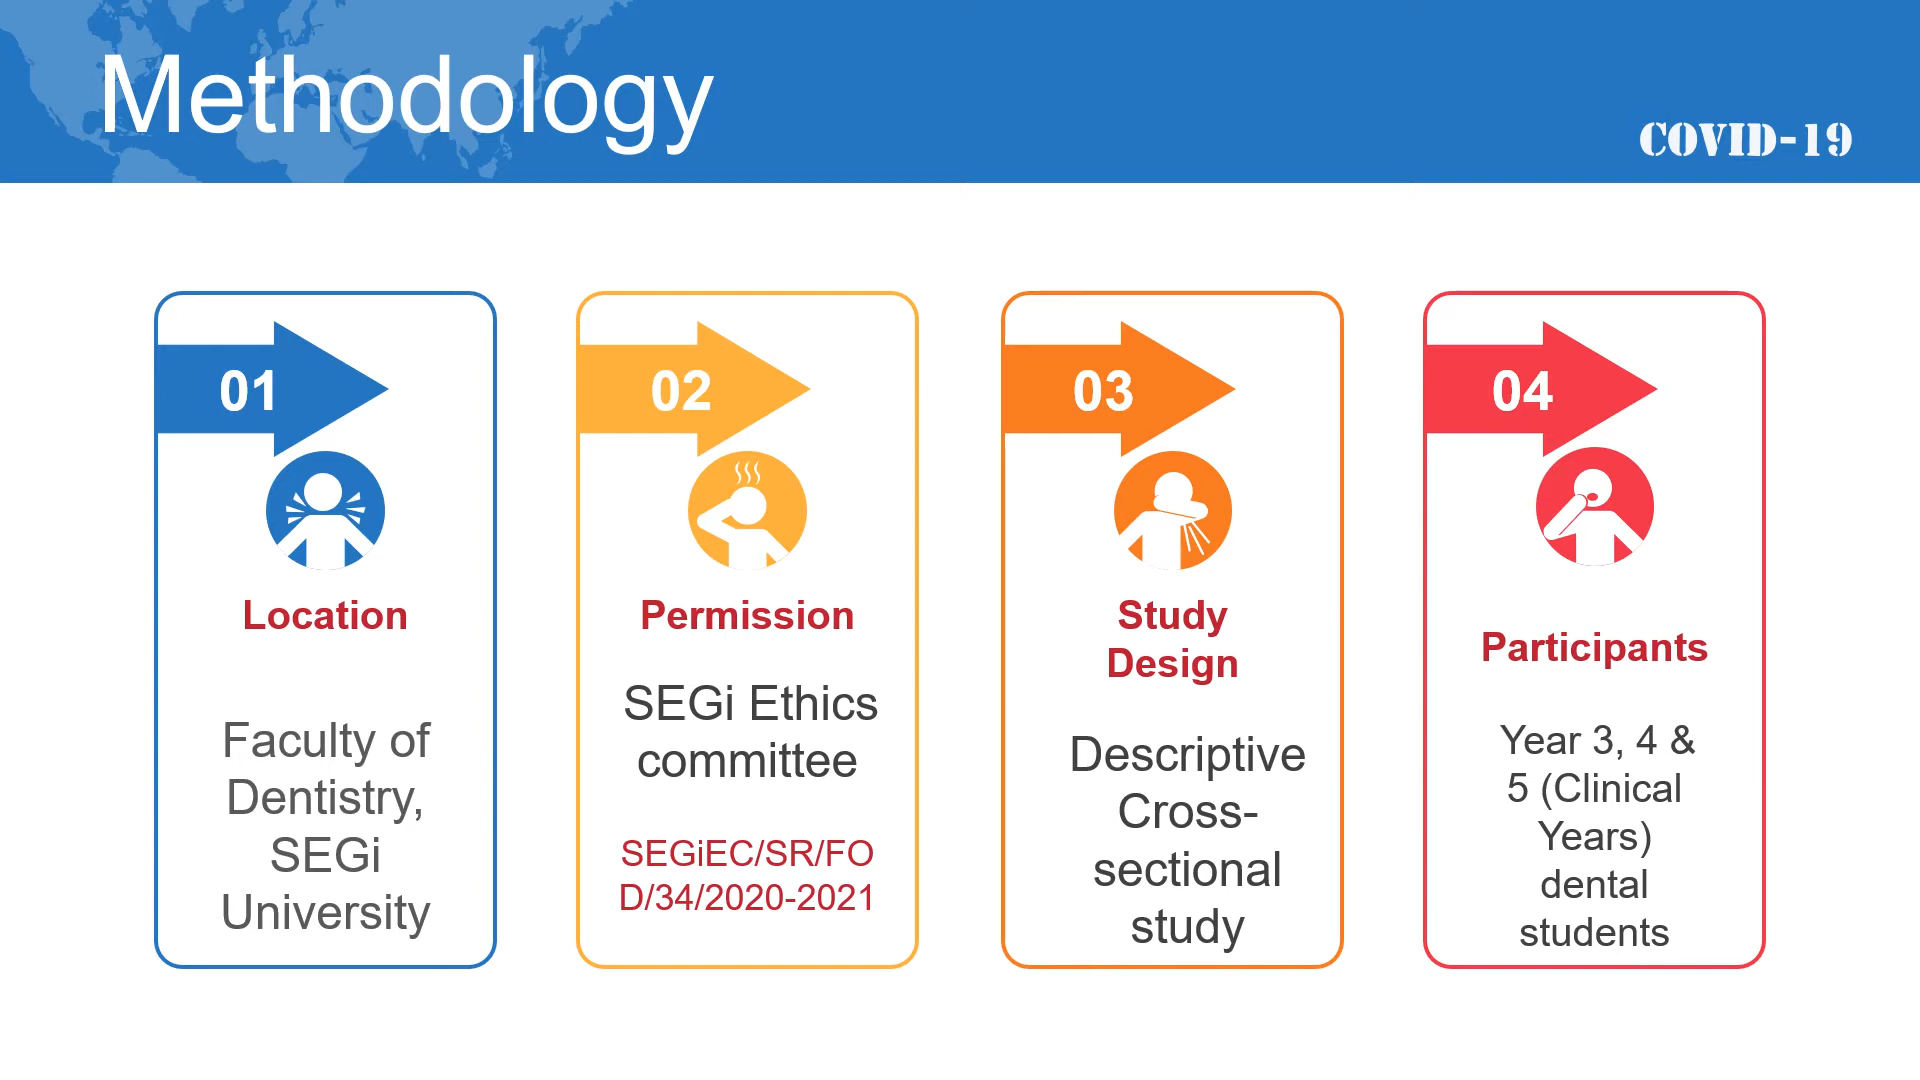 Methodology
COVID-19
01
Location
Faculty of
Dentistry,
SEGi
University
02
Permission
SEGi Ethics
committee
SEGiEC/SR/FO
D/34/2020-2021
03
Study
Design
Descriptive
Cross-
sectional
study
04
Participants
Year 3, 4 &
5 (Clinical
Years)
dental
students